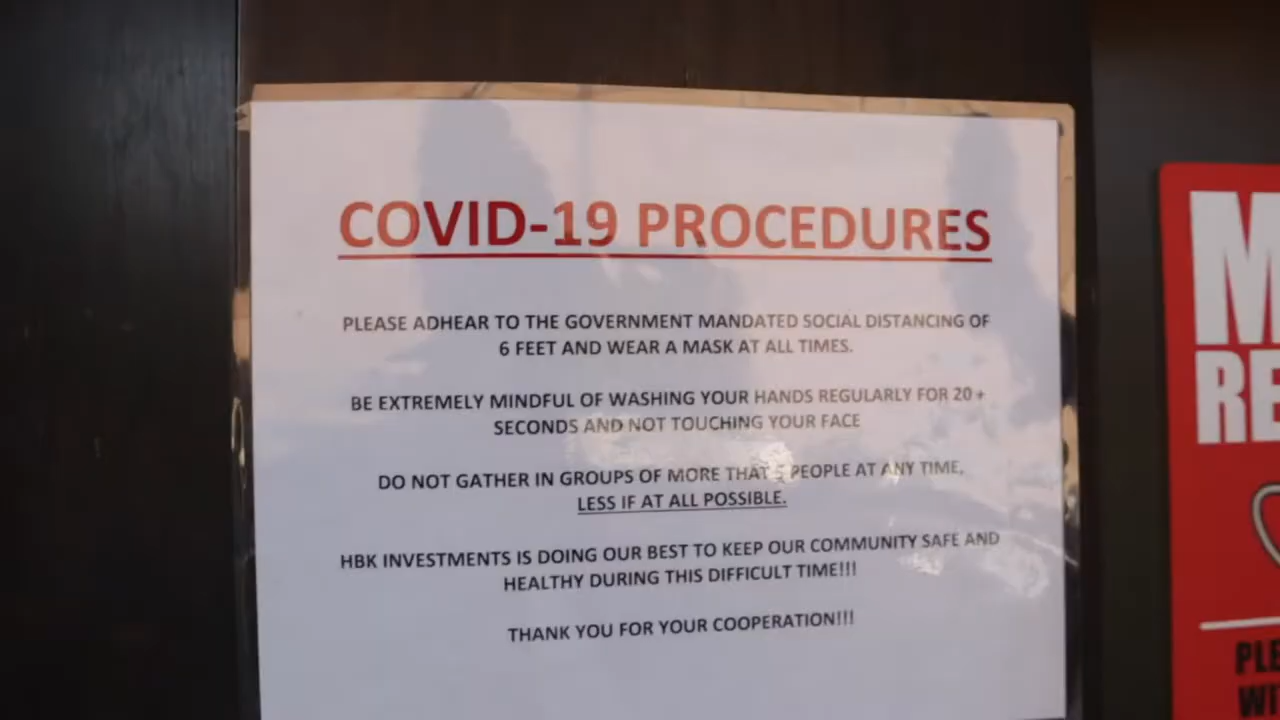 COVID-19 PROCEDURES
PLEASE ADHEAR TO THE GOVERNMENT MANDATED SOCIAL DISTANCING OF
6 FEET AND WEAR A MASK AT ALL TIMES.
BE EXTREMELY MINDFUL OF WASHING YOUR HANDS REGULARLY FOR 20+
SECONDS AND NOT TOUCHING YOUR FACE
DO NOT GATHER IN GROUPS OF MORE THAT 5 PEOPLE AT ANY TIME,
LESS IF AT ALL POSSIBLE.
HBK INVESTMENTS IS DOING OUR BEST TO KEEP OUR COMMUNITY SAFE AND
HEALTHY DURING THIS DIFFICULT TIME!!!
THANK YOU FOR YOUR COOPERATION!!!